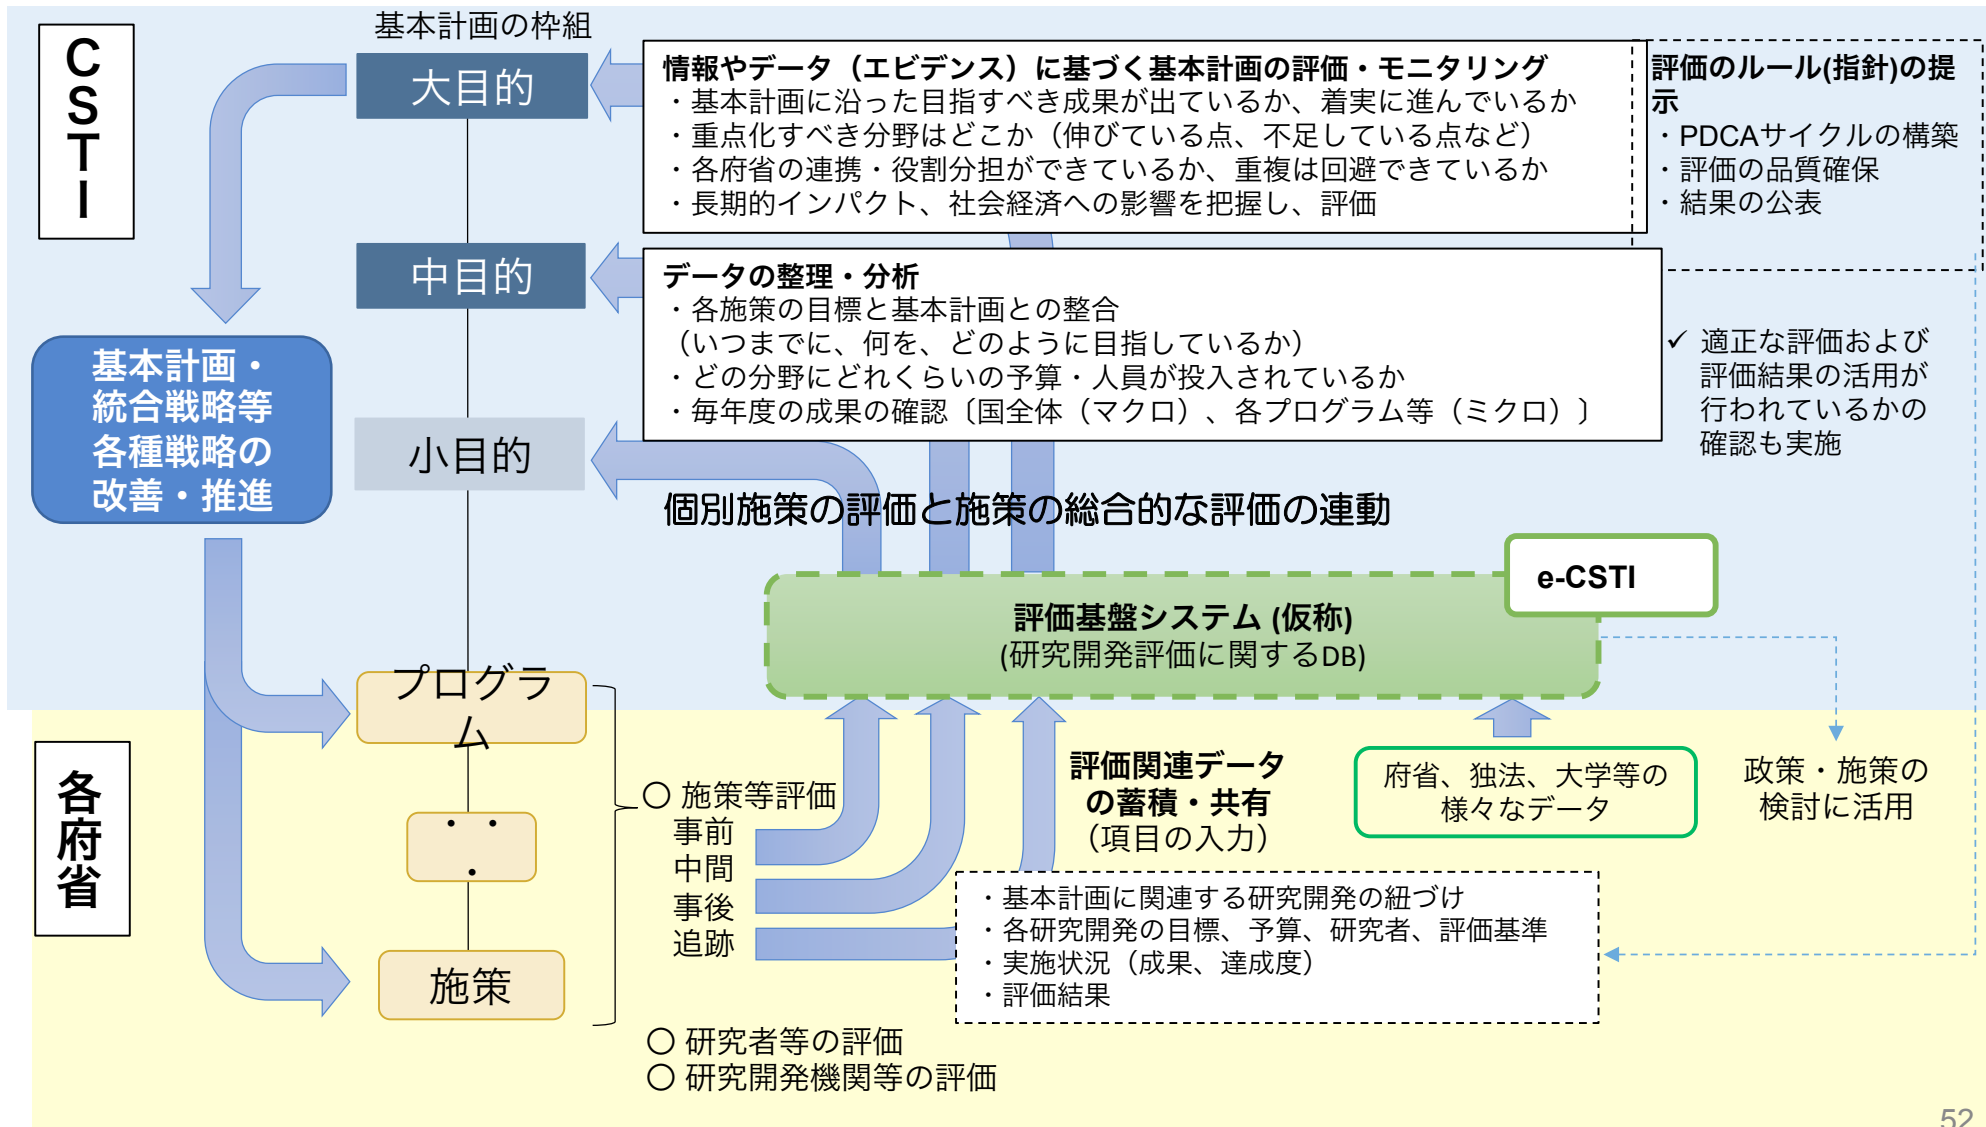 CSTI
基本計画の枠組
大目的
中目的
小目的
情報やデータ（エビデンス）に基づく基本計画の評価・モニタリング
・基本計画に沿った目指すべき成果が出ているか、着実に進んでいるか
・重点化すべき分野はどこか（伸びている点、不足している点など）
・各府省の連携・役割分担ができているか、重複は回避できているか
・長期的インパクト、社会経済への影響を把握し、評価
評価のルール(指針)の提
示
・PDCAサイクルの構築
・評価の品質確保
・結果の公表
データの整理・分析
・各施策の目標と基本計画との整合
（いつまでに、何を、どのように目指しているか）
・どの分野にどれくらいの予算・人員が投入されているか
・毎年度の成果の確認〔国全体（マクロ）、各プログラム等（ミクロ）〕
✓ 適正な評価および
評価結果の活用が
行われているかの
確認も実施
基本計画・
統合戦略等
各種戦略の
改善・推進
個別施策の評価と施策の総合的な評価の連動
e-CSTI
評価基盤システム (仮称)
(研究開発評価に関するDB)
各府省
プログラ
ム
・・
・
施策
〇 施策等評価
事前
中間
事後
追跡
〇 研究者等の評価
〇 研究開発機関等の評価
評価関連データ
の蓄積・共有
（項目の入力）
府省、独法、大学等の
様々なデータ
政策・施策の
検討に活用
・基本計画に関連する研究開発の紐づけ
・各研究開発の目標、予算、研究者、評価基準
・実施状況（成果、達成度）
・評価結果
52